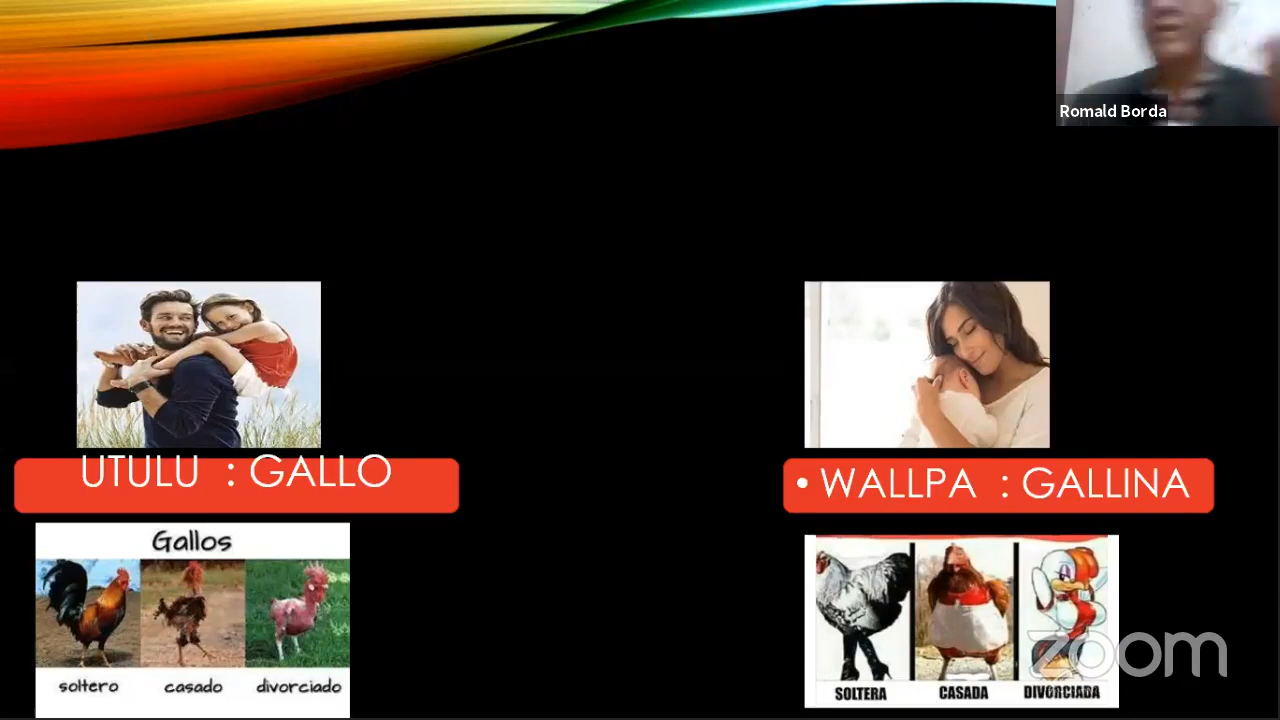 Romald Borda
UTULU : GALLO
• WALLPA : GALLINA
Gallos
soltero casado divorciado
SOLTERA CASADA DIVORCIADA
zoom